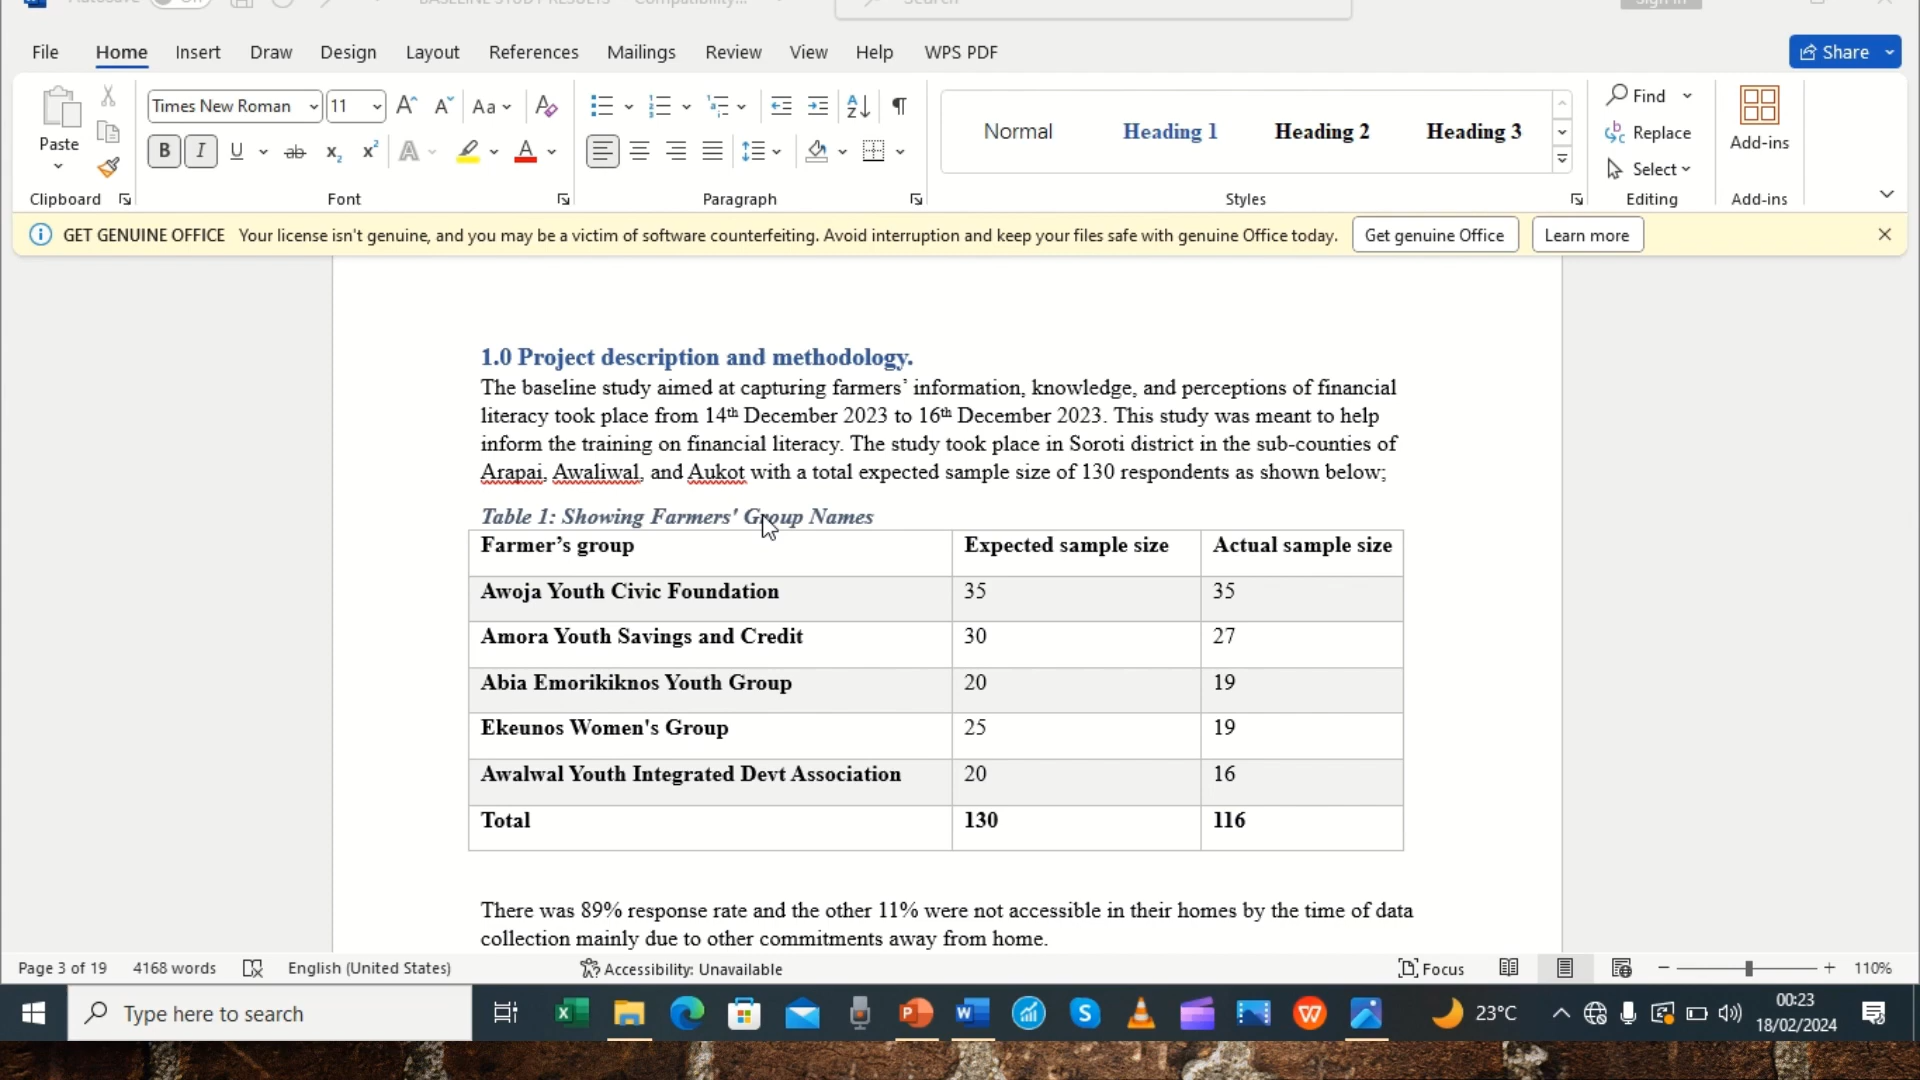 File Home Insert Draw Design Layout References Mailings Review View Help WPS PDF Share
Times New Roman 11 Aa
Paste
B I U ab x₂ x² A A
Normal Heading 1 Heading 2 Heading 3
Find
Replace
Select
Add-ins
Clipboard Font Paragraph Styles Editing Add-ins
GET GENUINE OFFICE Your license isn't genuine, and you may be a victim of software counterfeiting. Avoid interruption and keep your files safe with genuine Office today. Get genuine Office Learn more
1.0 Project description and methodology.
The baseline study aimed at capturing farmers’ information, knowledge, and perceptions of financial
literacy took place from 14th December 2023 to 16th December 2023. This study was meant to help
inform the training on financial literacy. The study took place in Soroti district in the sub-counties of
Arapai, Awaliwal, and Aukot with a total expected sample size of 130 respondents as shown below;
Table 1: Showing Farmers' Group Names
Farmer’s group Expected sample size Actual sample size
Awoja Youth Civic Foundation 35 35
Amora Youth Savings and Credit 30 27
Abia Emorikiknos Youth Group 20 19
Ekeunos Women's Group 25 19
Awalwal Youth Integrated Devt Association 20 16
Total 130 116
There was 89% response rate and the other 11% were not accessible in their homes by the time of data
collection mainly due to other commitments away from home.
Page 3 of 19 4168 words English (United States) Accessibility: Unavailable Focus 110%
Type here to search 23°C 00:23
18/02/2024